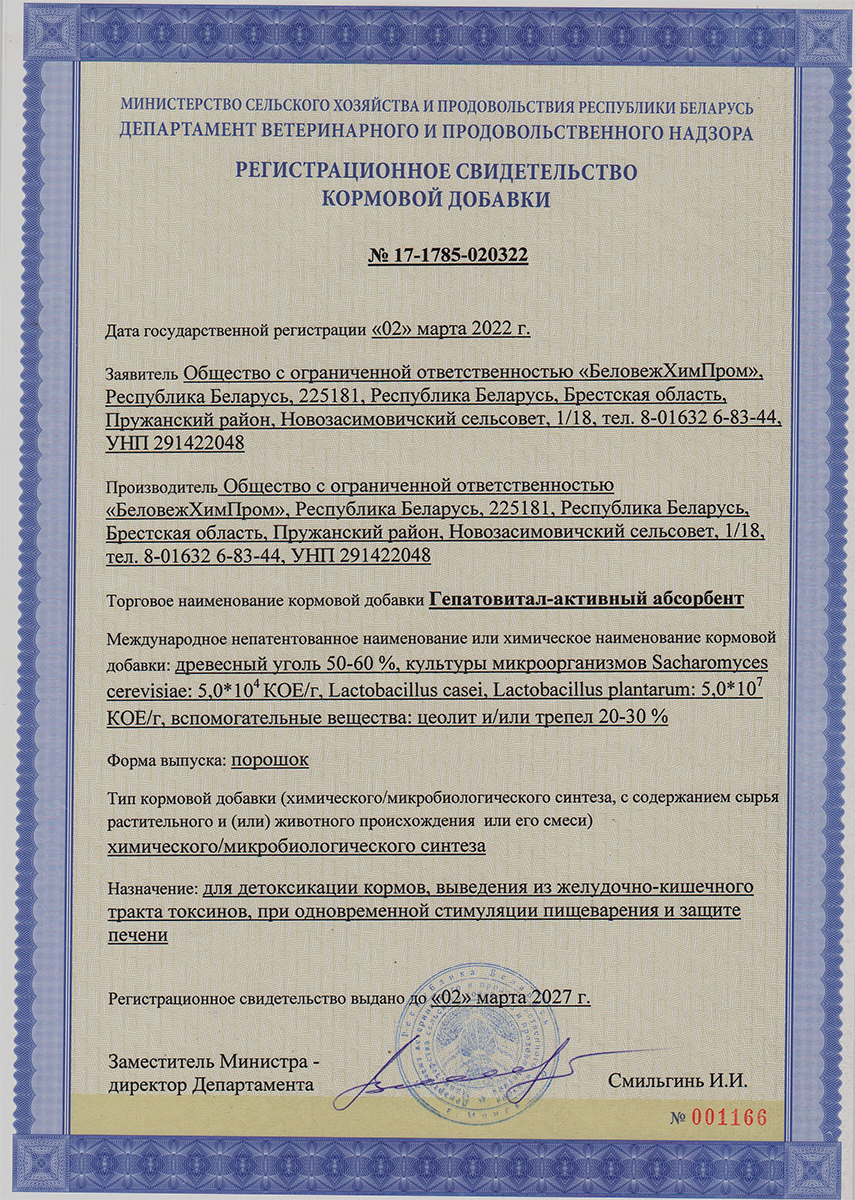 МИНИСТЕРСТВО СЕЛЬСКОГО ХОЗЯЙСТВА И ПРОДОВОЛЬСТВИЯ РЕСПУБЛИКИ БЕЛАРУСЬ
ДЕПАРТАМЕНТ ВЕТЕРИНАРНОГО И ПРОДОВОЛЬСТВЕННОГО НАДЗОРА
РЕГИСТРАЦИОННОЕ СВИДЕТЕЛЬСТВО
КОРМОВОЙ ДОБАВКИ
№ 17-1785-020322
Дата государственной регистрации «02» марта 2022 г.
Заявитель Общество с ограниченной ответственностью «БеловежХимПром»,
Республика Беларусь, 225181, Республика Беларусь, Брестская область,
Пружанский район, Новозасимовичский сельсовет, 1/18, тел. 8-01632 6-83-44,
УНП 291422048
Производитель Общество с ограниченной ответственностью
«БеловежХимПром», Республика Беларусь, 225181, Республика Беларусь,
Брестская область, Пружанский район, Новозасимовичский сельсовет, 1/18,
тел. 8-01632 6-83-44, УНП 291422048
Торговое наименование кормовой добавки Гепатовитал-активный абсорбент
Международное непатентованное наименование или химическое наименование кормовой
добавки: древесный уголь 50-60 %, культуры микроорганизмов Sacharomyces
cerevisiae: 5,0*10⁴ КОЕ/г, Lactobacillus casei, Lactobacillus plantarum: 5,0*10⁷
КОЕ/г, вспомогательные вещества: цеолит и/или трепел 20-30 %
Форма выпуска: порошок
Тип кормовой добавки (химического/микробиологического синтеза, с содержанием сырья
растительного и (или) животного происхождения или его смеси)
химического/микробиологического синтеза
Назначение: для детоксикации кормов, выведения из желудочно-кишечного
тракта токсинов, при одновременной стимуляции пищеварения и защите
печени
Регистрационное свидетельство выдано до «02» марта 2027 г.
Заместитель Министра -
директор Департамента
Смильгинь И.И.
№ 001166
Республика Беларусь
г. Минск